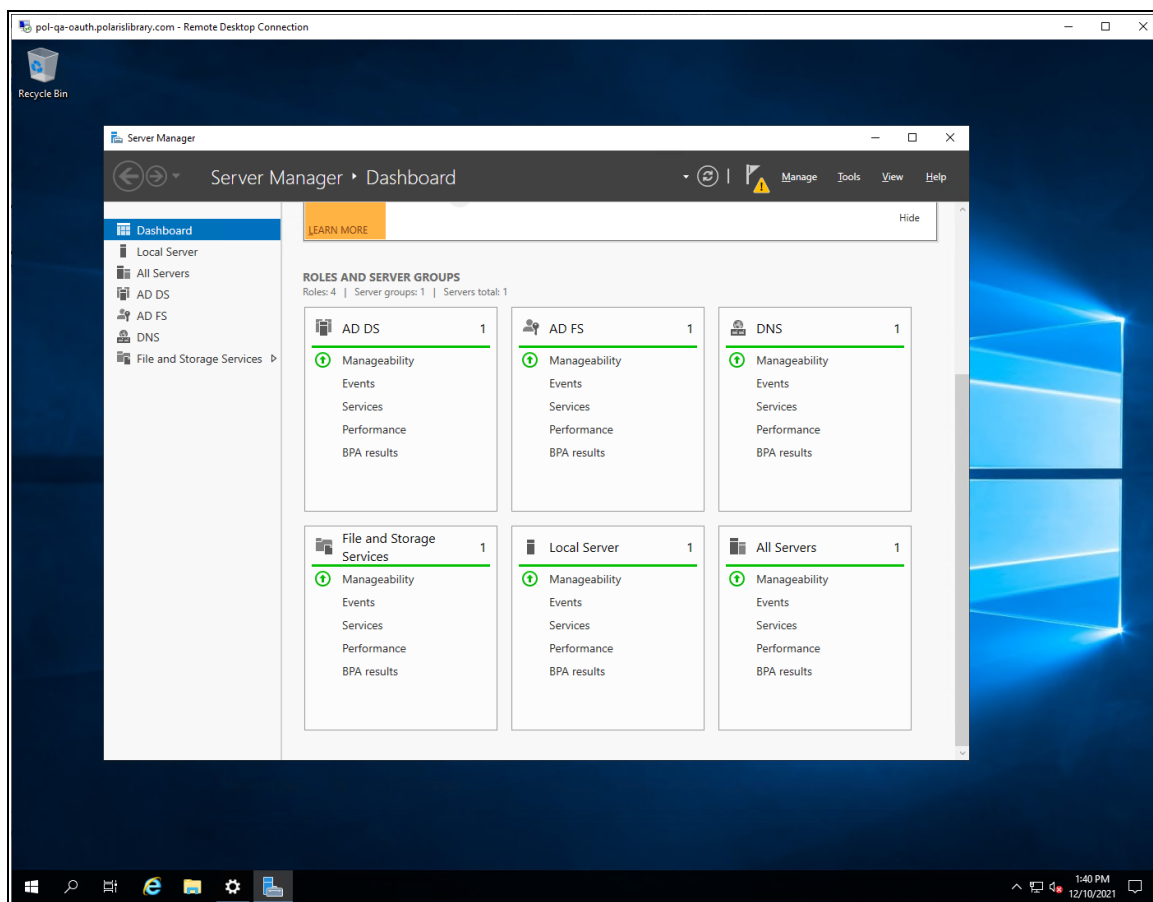 pol-qa-oauth.polarislibrary.com - Remote Desktop Connection
Recycle Bin
Server Manager
Server Manager • Dashboard
Manage Tools View Help
Dashboard
Local Server
All Servers
AD DS
AD FS
DNS
File and Storage Services
LEARN MORE
Hide
ROLES AND SERVER GROUPS
Roles: 4 | Server groups: 1 | Servers total: 1
AD DS 1
Manageability
Events
Services
Performance
BPA results
AD FS 1
Manageability
Events
Services
Performance
BPA results
DNS 1
Manageability
Events
Services
Performance
BPA results
File and Storage
Services 1
Manageability
Events
Services
Performance
BPA results
Local Server 1
Manageability
Events
Services
Performance
BPA results
All Servers 1
Manageability
Events
Services
Performance
BPA results
1:40 PM
12/10/2021